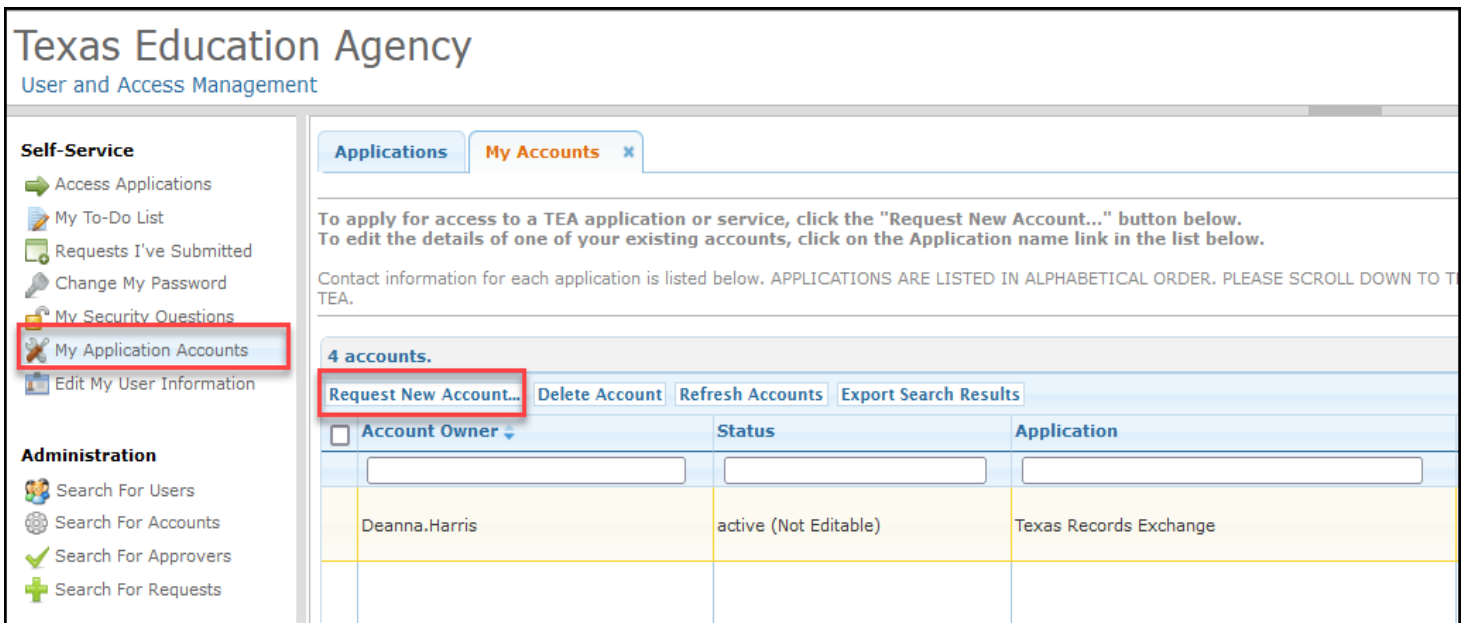 Texas Education Agency
User and Access Management
Self-Service
Access Applications
My To-Do List
Requests I've Submitted
Change My Password
My Security Questions
My Application Accounts
Edit My User Information
Administration
Search For Users
Search For Accounts
Search For Approvers
Search For Requests
Applications My Accounts
To apply for access to a TEA application or service, click the "Request New Account..." button below.
To edit the details of one of your existing accounts, click on the Application name link in the list below.
Contact information for each application is listed below. APPLICATIONS ARE LISTED IN ALPHABETICAL ORDER. PLEASE SCROLL DOWN TO
TEA.
4 accounts.
Request New Account... Delete Account Refresh Accounts Export Search Results
Account Owner Status Application
Deanna.Harris active (Not Editable) Texas Records Exchange